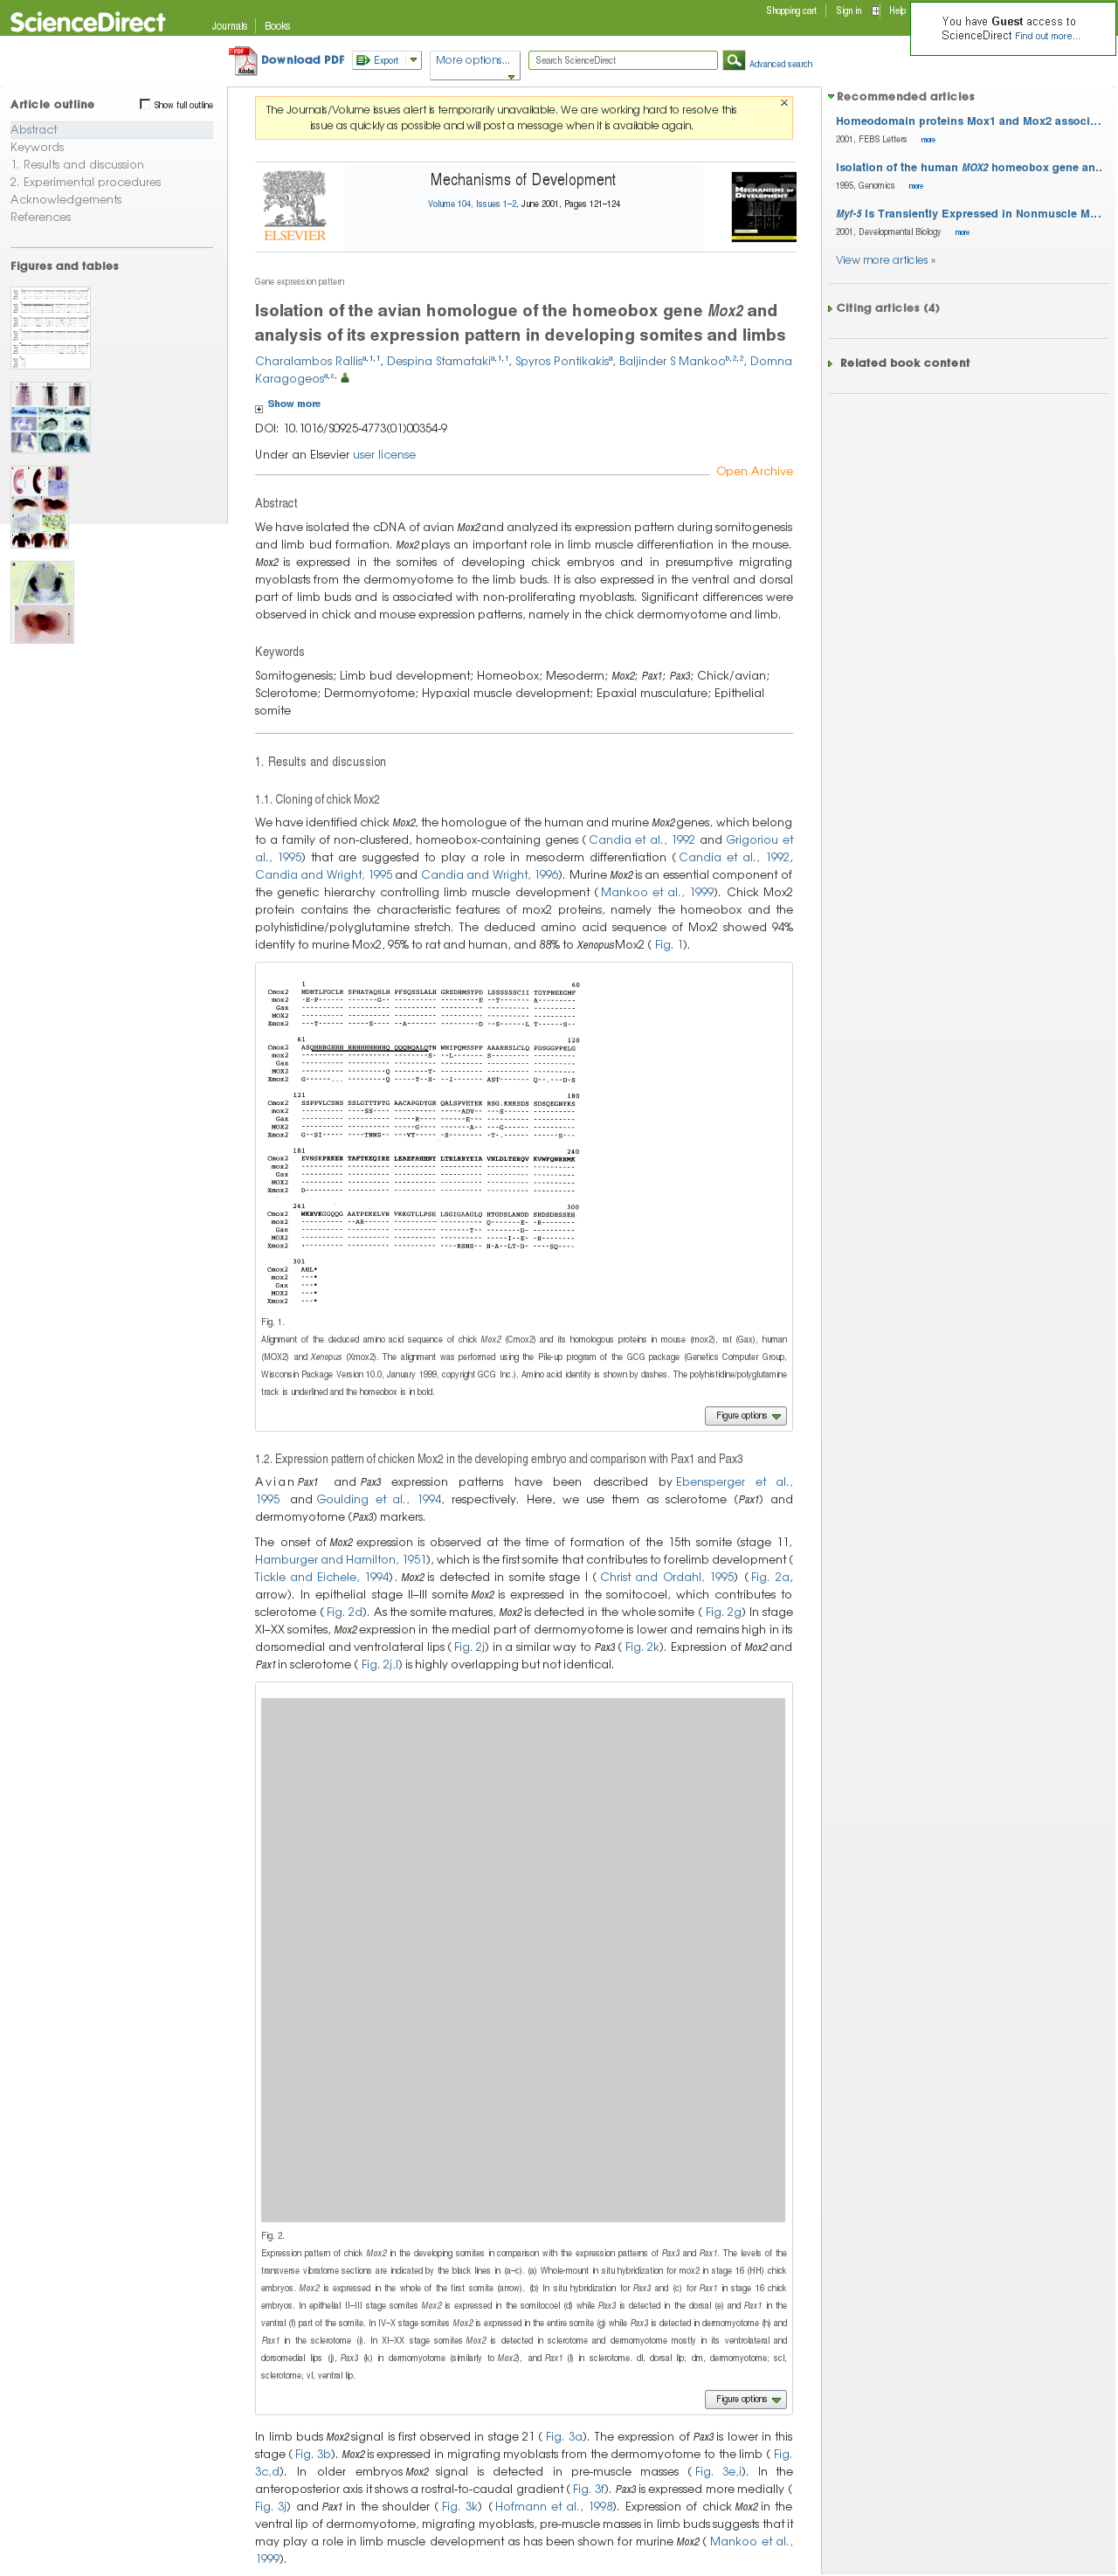 ScienceDirect
Journals
Books
Shopping cart
Sign in
Help
You have Guest access to
ScienceDirect Find out more...
Download PDF
Export
More options...
Search ScienceDirect
Advanced search
Article outline
Show full outline
Abstract
Keywords
1. Results and discussion
2. Experimental procedures
Acknowledgements
References
Figures and tables
The Journals/Volume issues alert is temporarily unavailable. We are working hard to resolve this
issue as quickly as possible and will post a message when it is available again.
ELSEVIER
Mechanisms of Development
Volume 104, Issues 1–2, June 2001, Pages 121–124
Gene expression pattern
Isolation of the avian homologue of the homeobox gene Mox2 and
analysis of its expression pattern in developing somites and limbs
Charalambos Rallisa, 1, 1, Despina Stamatakia, 1, 1, Spyros Pontikakisa, Baljinder S Mankoob, 2, 2, Domna
Karagogeosa, c,
Show more
DOI: 10.1016/S0925-4773(01)00354-9
Under an Elsevier user license
Open Archive
Abstract
We have isolated the cDNA of avian Mox2 and analyzed its expression pattern during somitogenesis
and limb bud formation. Mox2 plays an important role in limb muscle differentiation in the mouse.
Mox2 is expressed in the somites of developing chick embryos and in presumptive migrating
myoblasts from the dermomyotome to the limb buds. It is also expressed in the ventral and dorsal
part of limb buds and is associated with non-proliferating myoblasts. Significant differences were
observed in chick and mouse expression patterns, namely in the chick dermomyotome and limb.
Keywords
Somitogenesis; Limb bud development; Homeobox; Mesoderm; Mox2; Pax1; Pax3; Chick/avian;
Sclerotome; Dermomyotome; Hypaxial muscle development; Epaxial musculature; Epithelial
somite
1. Results and discussion
1.1. Cloning of chick Mox2
We have identified chick Mox2, the homologue of the human and murine Mox2 genes, which belong
to a family of non-clustered, homeobox-containing genes ( Candia et al., 1992 and Grigoriou et
al., 1995) that are suggested to play a role in mesoderm differentiation ( Candia et al., 1992,
Candia and Wright, 1995 and Candia and Wright, 1996). Murine Mox2 is an essential component of
the genetic hierarchy controlling limb muscle development ( Mankoo et al., 1999). Chick Mox2
protein contains the characteristic features of mox2 proteins, namely the homeobox and the
polyhistidine/polyglutamine stretch. The deduced amino acid sequence of Mox2 showed 94%
identity to murine Mox2, 95% to rat and human, and 88% to Xenopus Mox2 ( Fig. 1).
Fig. 1.
Alignment of the deduced amino acid sequence of chick Mox2 (Cmox2) and its homologous proteins in mouse (mox2), rat (Gax), human
(MOX2) and Xenopus (Xmox2). The alignment was performed using the Pile-up program of the GCG package (Genetics Computer Group,
Wisconsin Package Version 10.0, January 1999, copyright GCG Inc.). Amino acid identity is shown by dashes. The polyhistidine/polyglutamine
track is underlined and the homeobox is in bold.
Figure options
1.2. Expression pattern of chicken Mox2 in the developing embryo and comparison with Pax1 and Pax3
Avian Pax1 and Pax3 expression patterns have been described by Ebensperger et al.,
1995 and Goulding et al., 1994, respectively. Here, we use them as sclerotome (Pax1) and
dermomyotome (Pax3) markers.
The onset of Mox2 expression is observed at the time of formation of the 15th somite (stage 11,
Hamburger and Hamilton, 1951), which is the first somite that contributes to forelimb development (
Tickle and Eichele, 1994). Mox2 is detected in somite stage I ( Christ and Ordahl, 1995) ( Fig. 2a,
arrow). In epithelial stage II–III somite Mox2 is expressed in the somitocoel, which contributes to
sclerotome ( Fig. 2d). As the somite matures, Mox2 is detected in the whole somite ( Fig. 2g) In stage
XI–XX somites, Mox2 expression in the medial part of dermomyotome is lower and remains high in its
dorsomedial and ventrolateral lips ( Fig. 2j) in a similar way to Pax3 ( Fig. 2k). Expression of Mox2 and
Pax1 in sclerotome ( Fig. 2j,l) is highly overlapping but not identical.
Fig. 2.
Expression pattern of chick Mox2 in the developing somites in comparison with the expression patterns of Pax3 and Pax1. The levels of the
transverse vibratome sections are indicated by the black lines in (a–c). (a) Whole-mount in situ hybridization for mox2 in stage 16 (HH) chick
embryos. Mox2 is expressed in the whole of the first somite (arrow). (b) In situ hybridization for Pax3 and (c) for Pax1 in stage 16 chick
embryos. In epithelial II–III stage somites Mox2 is expressed in the somitocoel (d) while Pax3 is detected in the dorsal (e) and Pax1 in the
ventral (f) part of the somite. In IV–X stage somites Mox2 is expressed in the entire somite (g) while Pax3 is detected in dermomyotome (h) and
Pax1 in the sclerotome (i). In XI–XX stage somites Mox2 is detected in sclerotome and dermomyotome mostly in its ventrolateral and
dorsomedial lips (j), Pax3 (k) in dermomyotome (similarly to Mox2), and Pax1 (l) in sclerotome. dl, dorsal lip; dm, dermomyotome; scl,
sclerotome; vl, ventral lip.
Figure options
In limb buds Mox2 signal is first observed in stage 21 ( Fig. 3a). The expression of Pax3 is lower in this
stage ( Fig. 3b). Mox2 is expressed in migrating myoblasts from the dermomyotome to the limb ( Fig.
3c,d). In older embryos Mox2 signal is detected in pre-muscle masses ( Fig. 3e,i). In the
anteroposterior axis it shows a rostral-to-caudal gradient ( Fig. 3f). Pax3 is expressed more medially (
Fig. 3j) and Pax1 in the shoulder ( Fig. 3k) ( Hofmann et al., 1998). Expression of chick Mox2 in the
ventral lip of dermomyotome, migrating myoblasts, pre-muscle masses in limb buds suggests that it
may play a role in limb muscle development as has been shown for murine Mox2 ( Mankoo et al.,
1999).
Recommended articles
Homeodomain proteins Mox1 and Mox2 associ...
2001, FEBS Letters more
Isolation of the human MOX2 homeobox gene an...
1995, Genomics more
Myf-5 Is Transiently Expressed in Nonmuscle M...
2001, Developmental Biology more
View more articles »
Citing articles (4)
Related book content